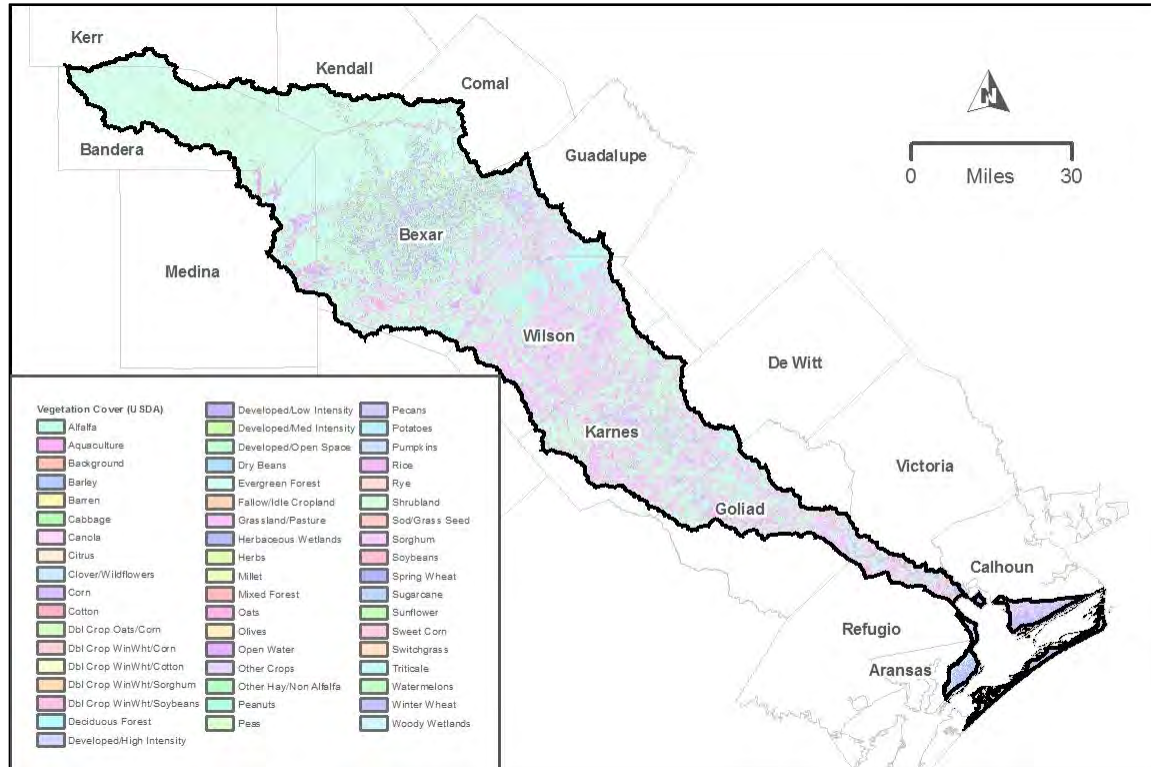 Kerr
Kendall
Comal
Bandera
Guadalupe
N
0 Miles 30
Bexar
Medina
Wilson
De Witt
Karnes
Victoria
Goliad
Calhoun
Refugio
Aransas
Vegetation Cover (USDA)
Alfalfa
Aquaculture
Background
Barley
Barren
Cabbage
Canola
Citrus
Clover/Wildflowers
Corn
Cotton
Dbl Crop Oats/Corn
Dbl Crop WinWht/Corn
Dbl Crop WinWht/Cotton
Dbl Crop WinWht/Sorghum
Dbl Crop WinWht/Soybeans
Deciduous Forest
Developed/High Intensity
Developed/Low Intensity
Developed/Med Intensity
Developed/Open Space
Dry Beans
Evergreen Forest
Fallow/Idle Cropland
Grassland/Pasture
Herbaceous Wetlands
Herbs
Millet
Mixed Forest
Oats
Olives
Open Water
Other Crops
Other Hay/Non Alfalfa
Peanuts
Peas
Pecans
Potatoes
Pumpkins
Rice
Rye
Shrubland
Sod/Grass Seed
Sorghum
Soybeans
Spring Wheat
Sugarcane
Sunflower
Sweet Corn
Switchgrass
Triticale
Watermelons
Winter Wheat
Woody Wetlands